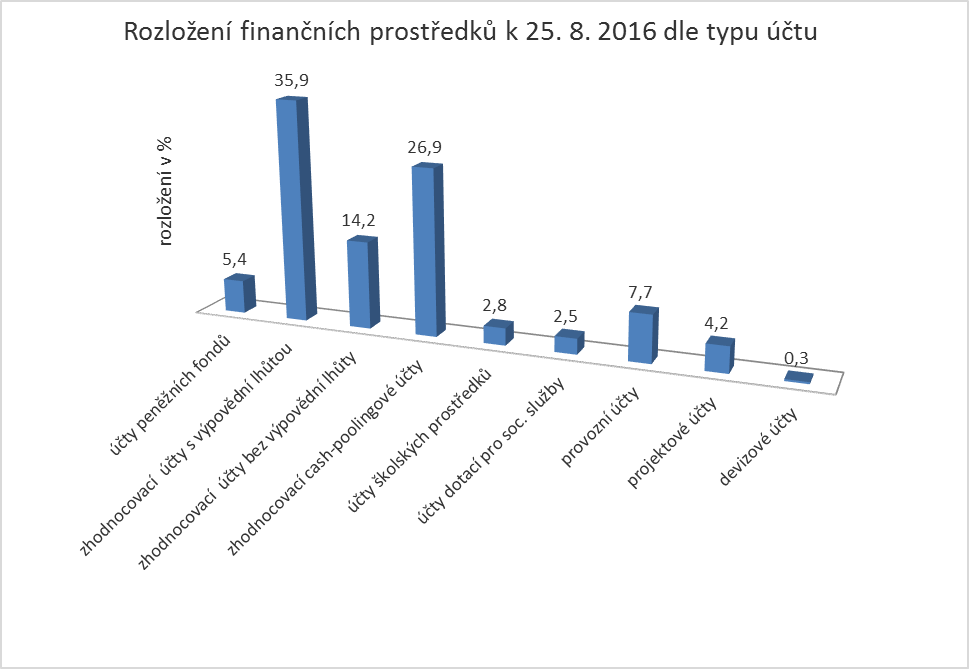 Rozložení finančních prostředků k 25. 8. 2016 dle typu účtu
rozložení v %
5,4
35,9
14,2
26,9
2,8
2,5
7,7
4,2
0,3
účty peněžních fondů
zhodnocovací účty s výpovědní lhůtou
zhodnocovací účty bez výpovědní lhůty
zhodnocovací cash-poolingové účty
účty školských prostředků
účty dotací pro soc. služby
provozní účty
projektové účty
devizové účty